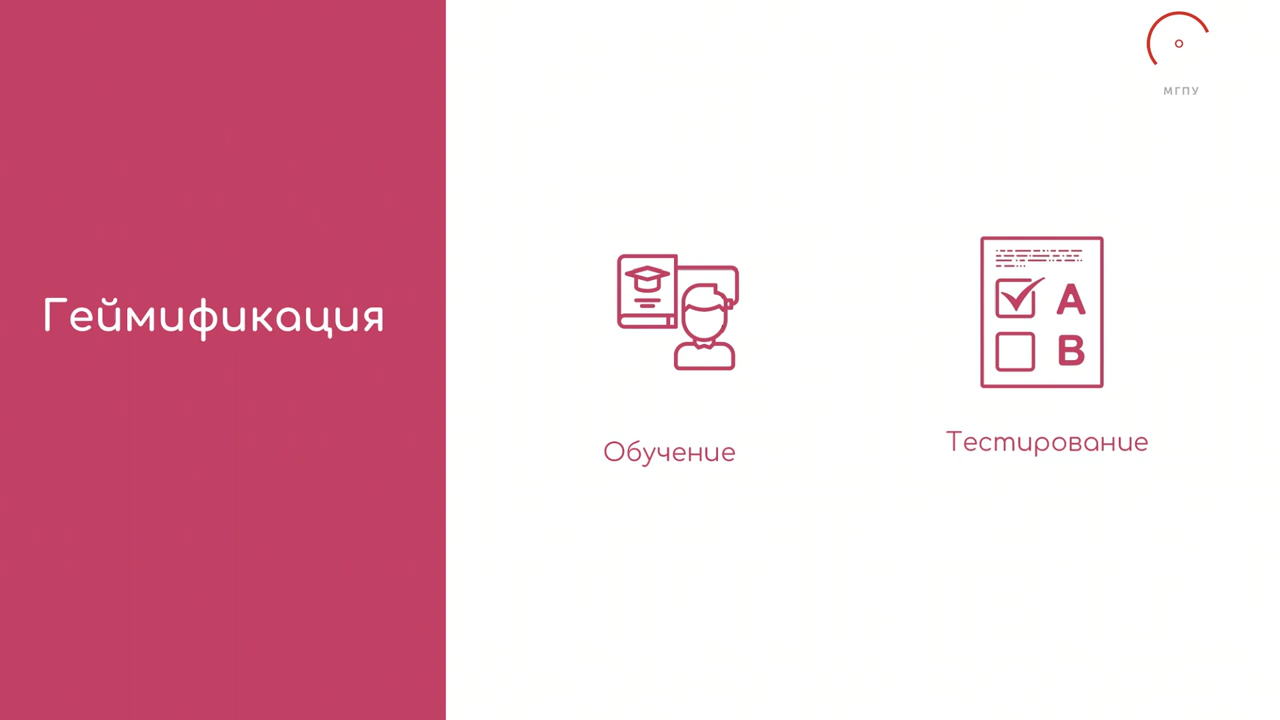 МГПУ
Геймификация
A
B
Обучение
Тестирование